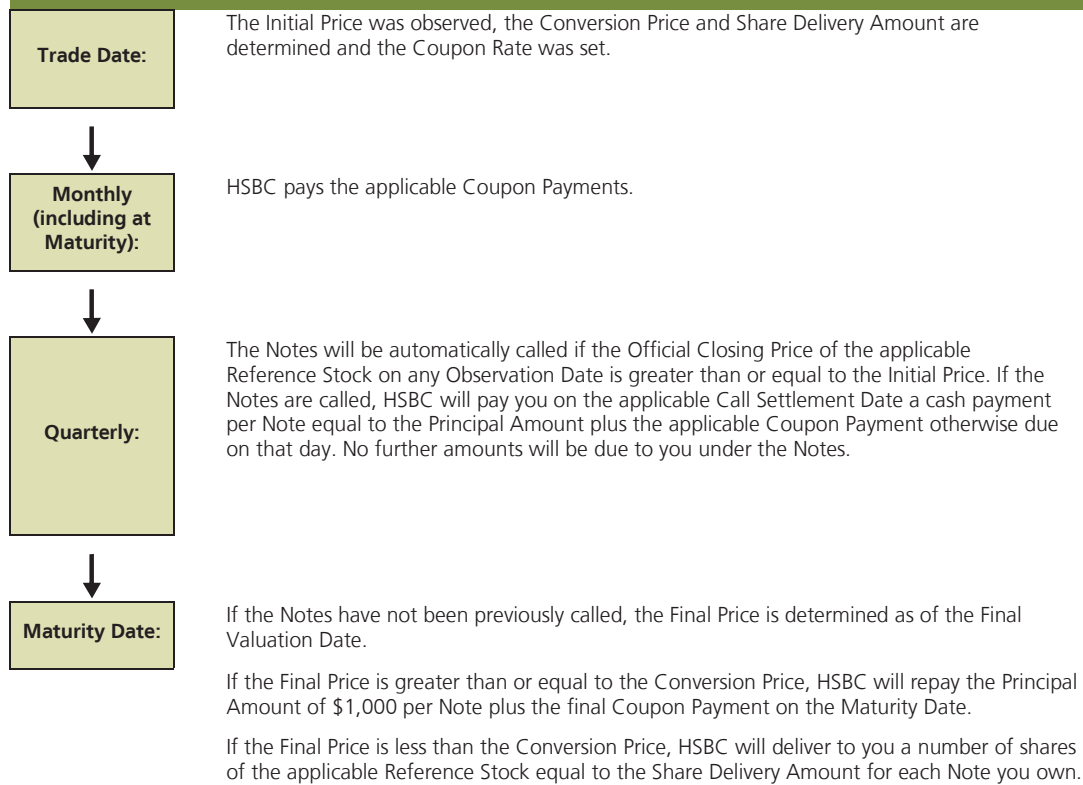 Trade Date:
The Initial Price was observed, the Conversion Price and Share Delivery Amount are
determined and the Coupon Rate was set.
Monthly
(including at
Maturity):
HSBC pays the applicable Coupon Payments.
Quarterly:
The Notes will be automatically called if the Official Closing Price of the applicable
Reference Stock on any Observation Date is greater than or equal to the Initial Price. If the
Notes are called, HSBC will pay you on the applicable Call Settlement Date a cash payment
per Note equal to the Principal Amount plus the applicable Coupon Payment otherwise due
on that day. No further amounts will be due to you under the Notes.
Maturity Date:
If the Notes have not been previously called, the Final Price is determined as of the Final
Valuation Date.
If the Final Price is greater than or equal to the Conversion Price, HSBC will repay the Principal
Amount of $1,000 per Note plus the final Coupon Payment on the Maturity Date.
If the Final Price is less than the Conversion Price, HSBC will deliver to you a number of shares
of the applicable Reference Stock equal to the Share Delivery Amount for each Note you own.